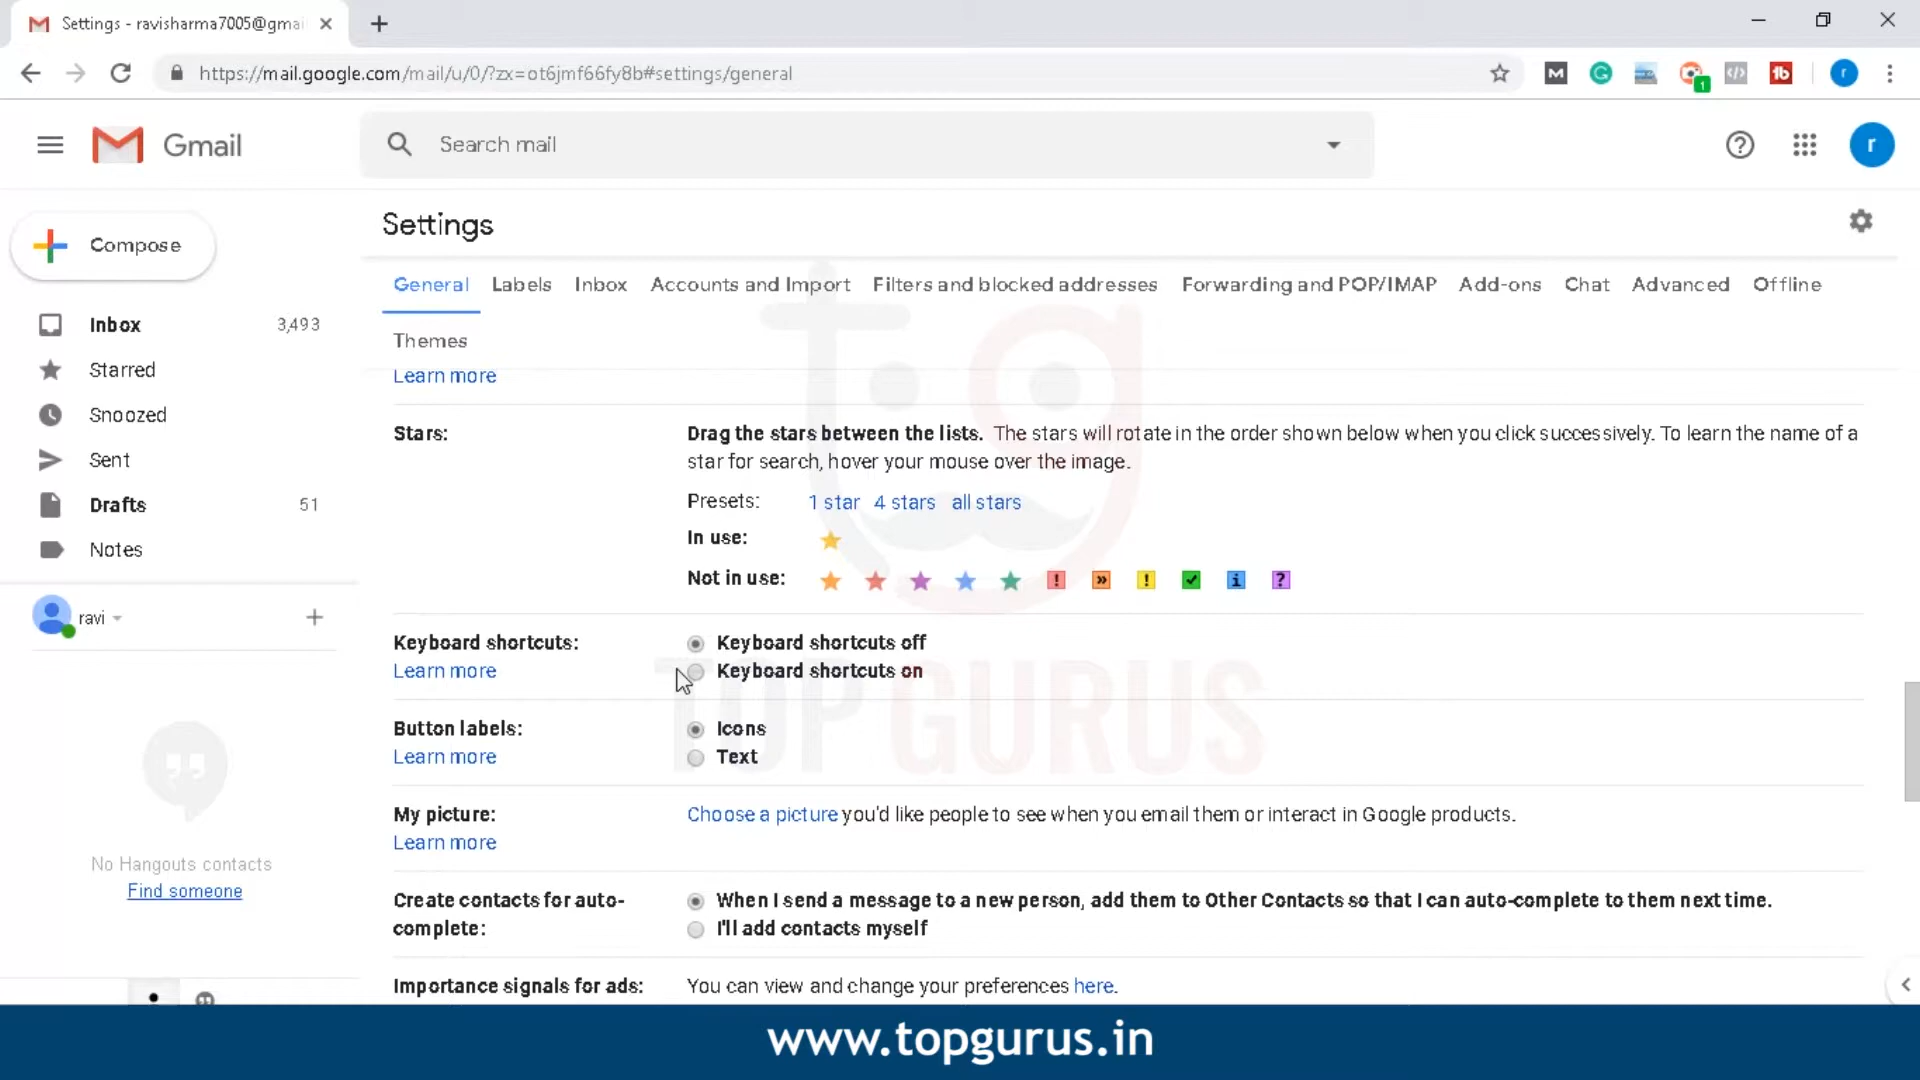 Settings - ravisharma7005@gmai
https://mail.google.com/mail/u/0/?zx=ot6jmf66fy8b#settings/general
1
r
Gmail
Search mail
r
Compose
Settings
General Labels Inbox Accounts and Import Filters and blocked addresses Forwarding and POP/IMAP Add-ons Chat Advanced Offline
Themes
Inbox 3,493
Starred
Snoozed
Sent
Drafts 51
Notes
ravi
No Hangouts contacts
Find someone
Learn more
Stars: Drag the stars between the lists. The stars will rotate in the order shown below when you click successively. To learn the name of a
star for search, hover your mouse over the image.
Presets: 1 star 4 stars all stars
In use:
Not in use: ! » ! i ?
Keyboard shortcuts: Keyboard shortcuts off
Learn more Keyboard shortcuts on
Button labels: Icons
Learn more Text
My picture: Choose a picture you'd like people to see when you email them or interact in Google products.
Learn more
Create contacts for auto- When I send a message to a new person, add them to Other Contacts so that I can auto-complete to them next time.
complete: I'll add contacts myself
Importance signals for ads: You can view and change your preferences here.
tg
TOP GURUS
www.topgurus.in